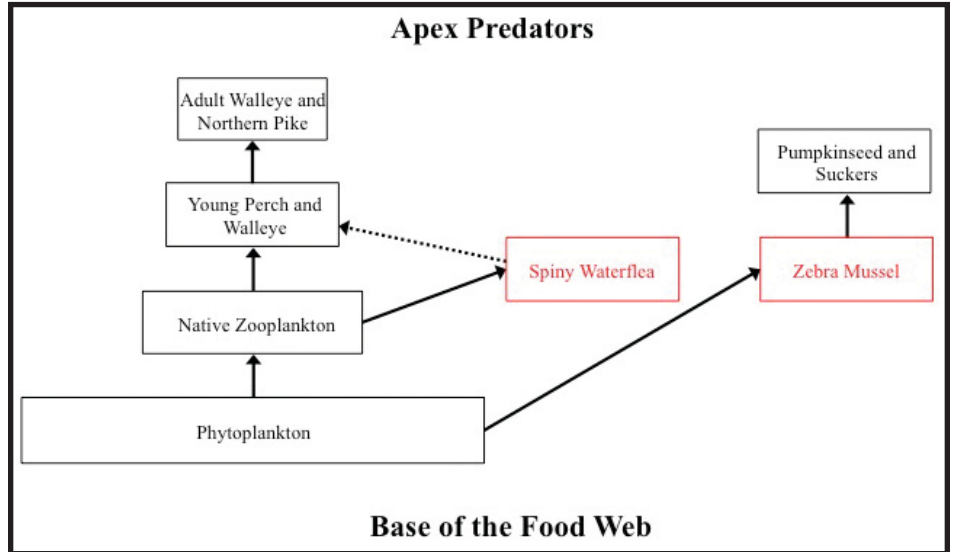 Apex Predators
Adult Walleye and
Northern Pike
Pumpkinseed and
Suckers
Young Perch and
Walleye
Spiny Waterflea
Zebra Mussel
Native Zooplankton
Phytoplankton
Base of the Food Web